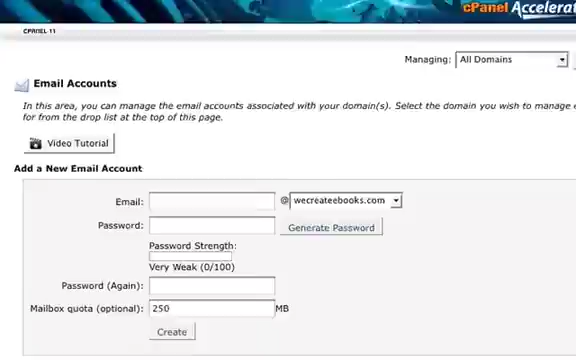 cPanel Accelerat
CPANEL 11
Managing: All Domains
Email Accounts
In this area, you can manage the email accounts associated with your domain(s). Select the domain you wish to manage
for from the drop list at the top of this page.
Video Tutorial
Add a New Email Account
Email: @ wecreateebooks.com
Password: Generate Password
Password Strength:
Very Weak (0/100)
Password (Again):
Mailbox quota (optional): 250 MB
Create